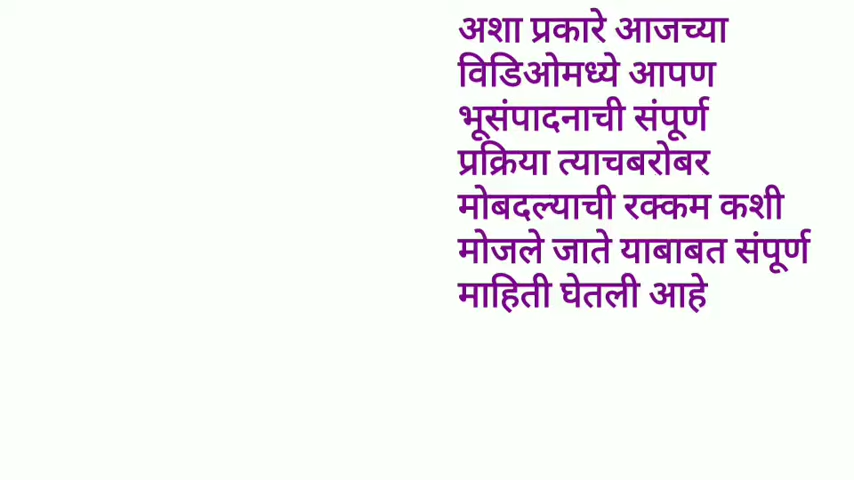 अशा प्रकारे आजच्या
विडिओमध्ये आपण
भूसंपादनाची संपूर्ण
प्रक्रिया त्याचबरोबर
मोबदल्याची रक्कम कशी
मोजले जाते याबाबत संपूर्ण
माहिती घेतली आहे